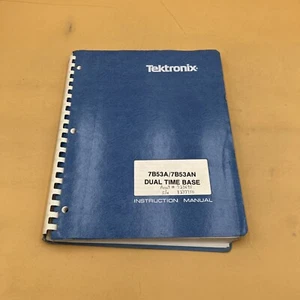 Tektronix
7B53A/7B53AN
DUAL TIME BASE
INSTRUCTION MANUAL